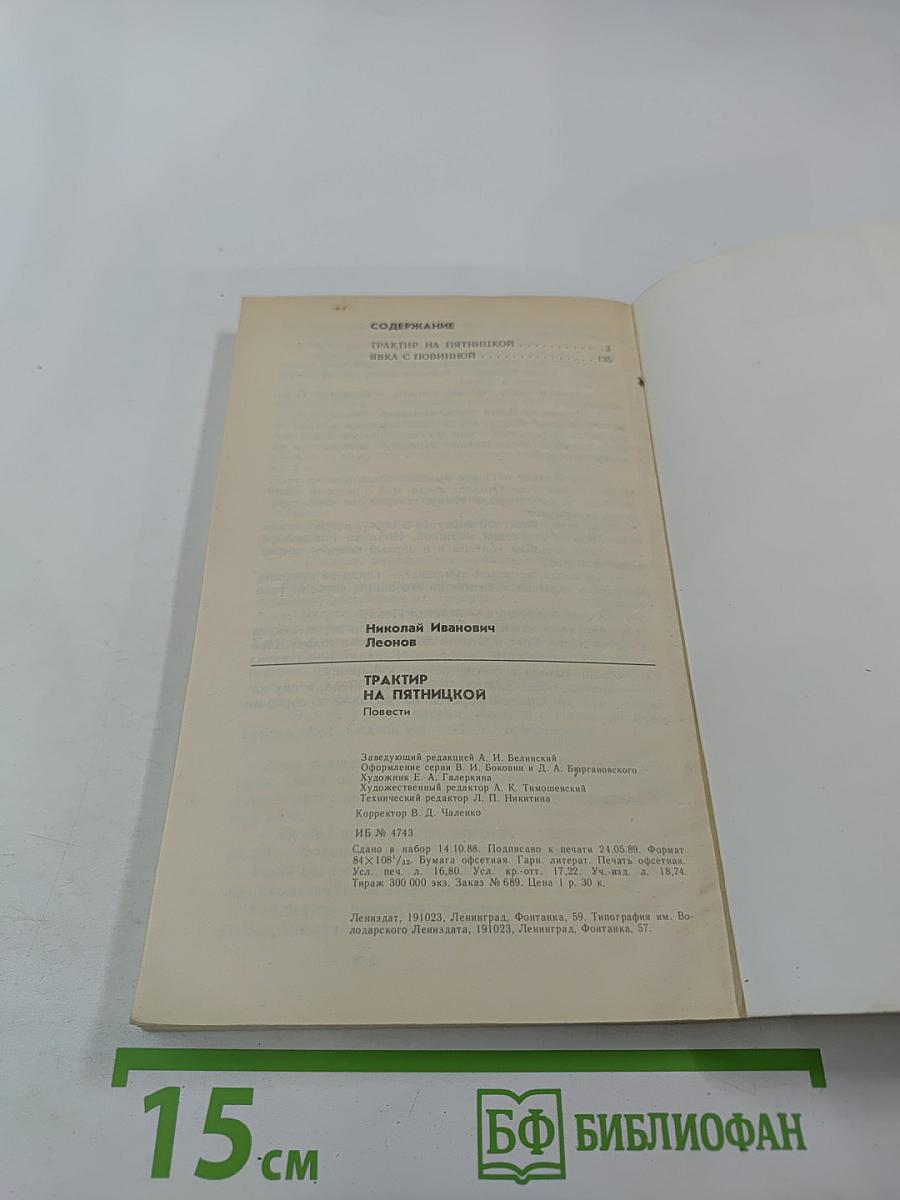 СОДЕРЖАНИЕ
ТРАКТИР НА ПЯТНИЦКОЙ . . . . . . . . . . 3
ЯВКА С ПОВИННОЙ . . . . . . . . . . . . . . 135
Николай Иванович
Леонов
ТРАКТИР
НА ПЯТНИЦКОЙ
Повести
Заведующий редакцией А. И. Белинский
Оформление серии В. И. Боковни и Д. А. Бюргановского
Художник Е. А. Галеркина
Художественный редактор А. К. Тимошевский
Технический редактор Л. П. Никитина
Корректор В. Д. Чаленко
ИБ № 4743
Сдано в набор 14.10.88. Подписано к печати 24.05.89. Формат
84×108¹/₃₂. Бумага офсетная. Гарн. литерат. Печать офсетная.
Усл. печ. л. 16,80. Усл. кр.-отт. 17,22. Уч.-изд. л. 18,74.
Тираж 300 000 экз. Заказ № 689. Цена 1 р. 30 к.
Лениздат, 191023, Ленинград, Фонтанка, 59. Типография им. Во-
лодарского Лениздата, 191023, Ленинград, Фонтанка, 57.
15 см
БФ БИБЛИОФАН